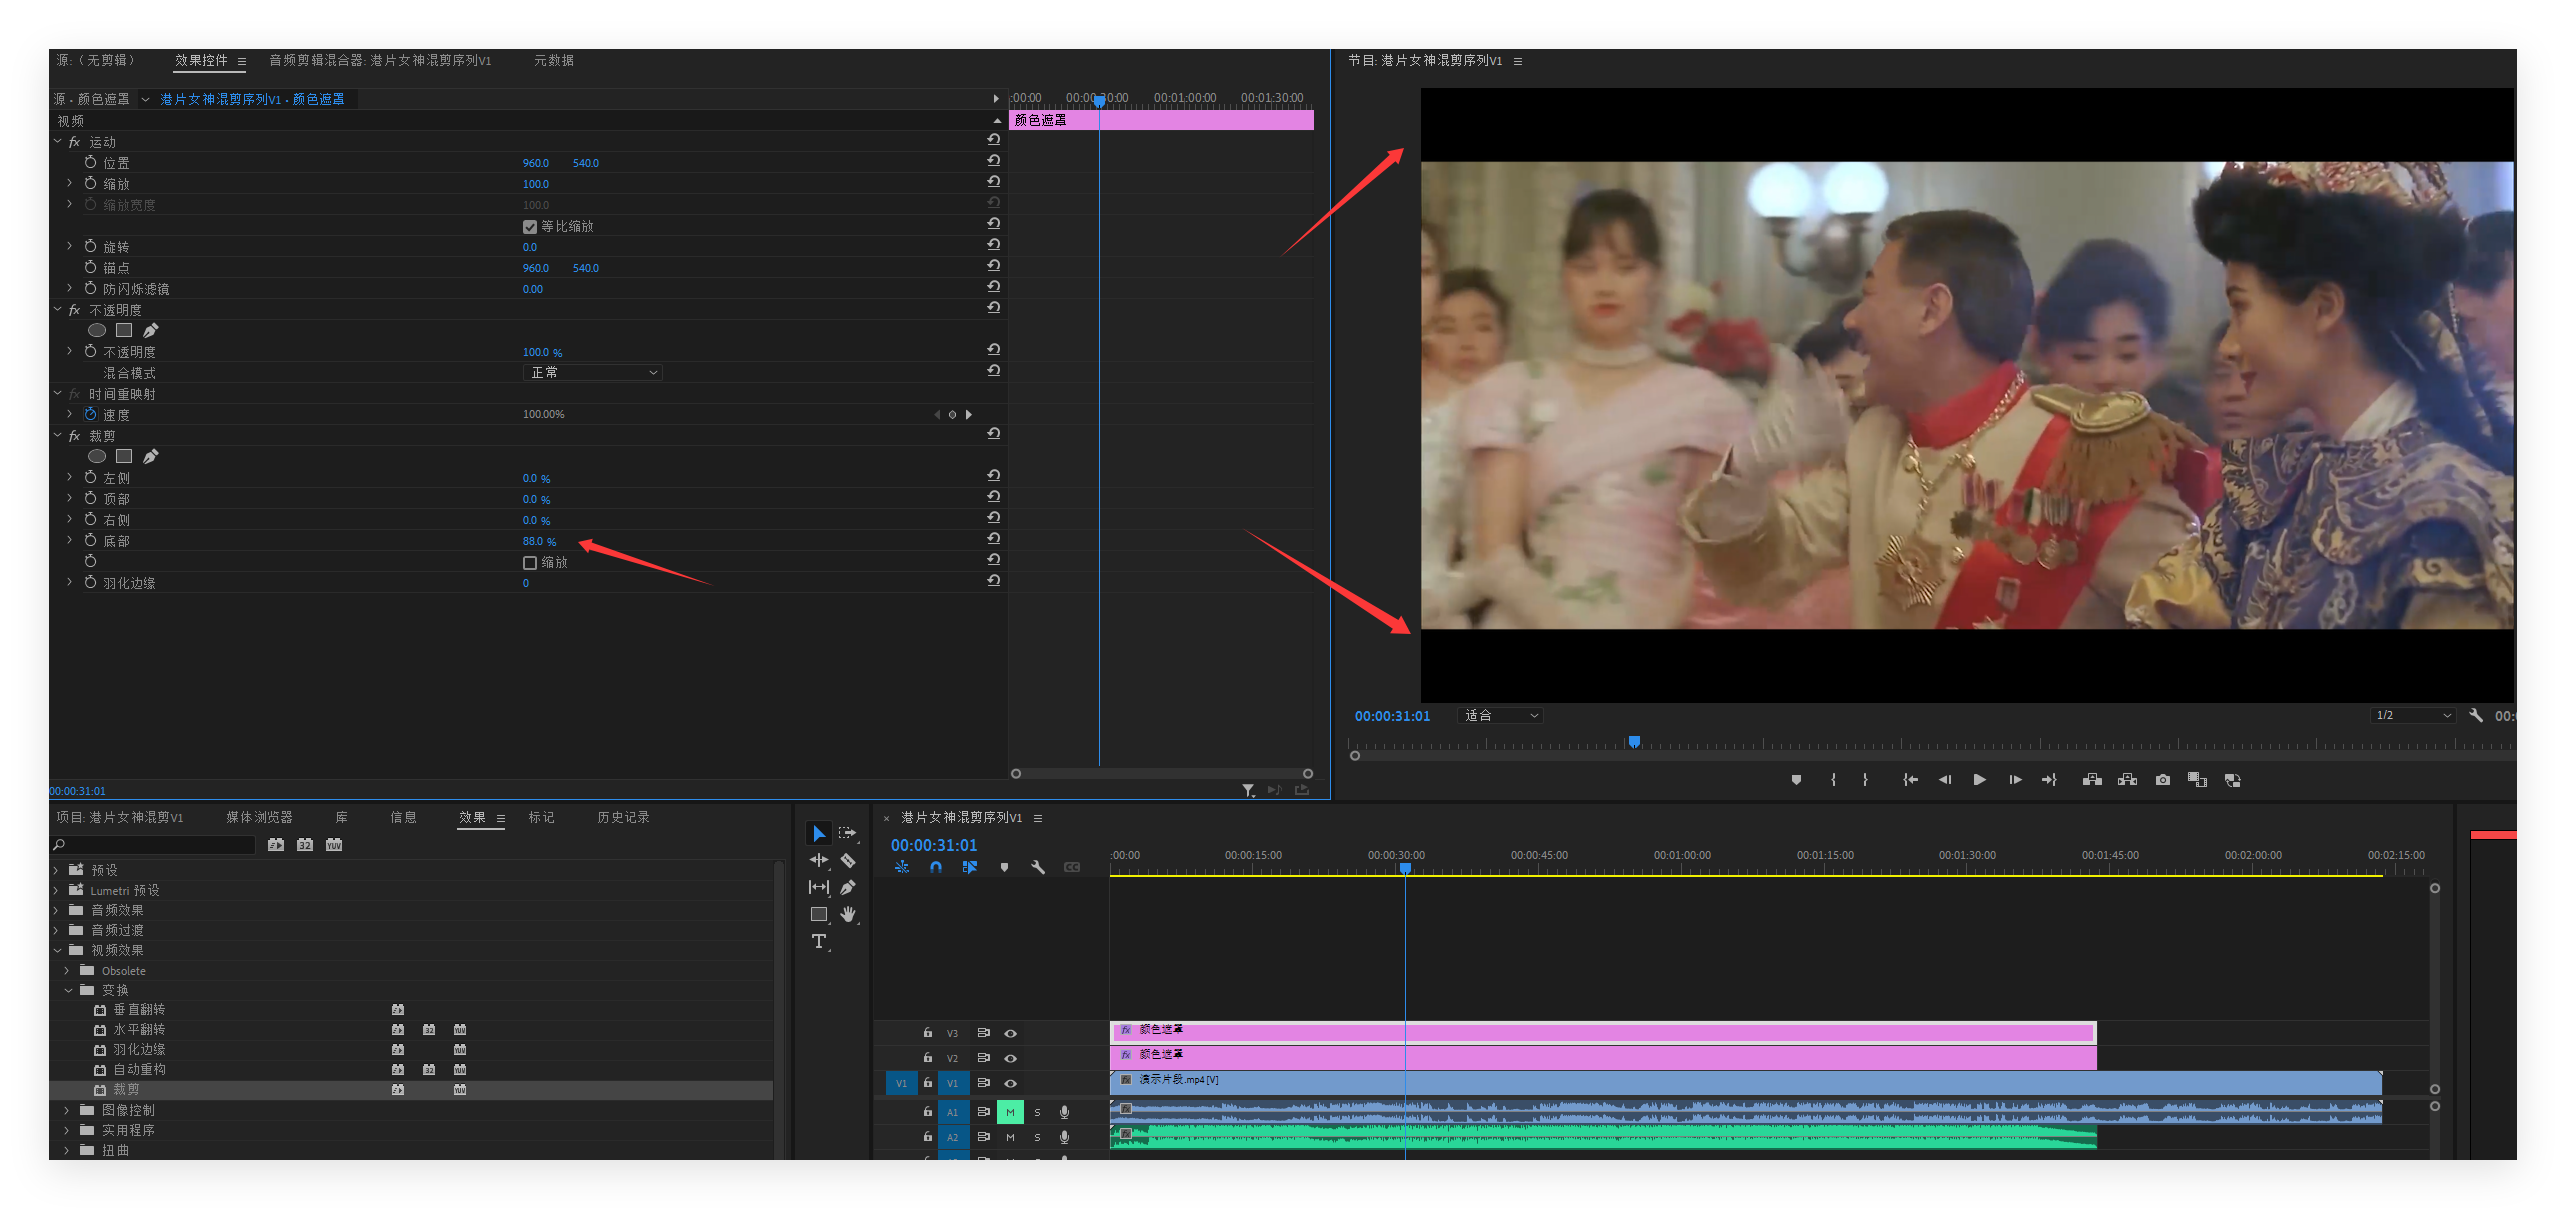 源:（无剪辑） 效果控件 音频剪辑混合器: 港片女神混剪序列V1 元数据
源・颜色遮罩 港片女神混剪序列V1・颜色遮罩
:00:00 00:00:30:00 00:01:00:00 00:01:30:00
视频
颜色遮罩
fx 运动
位置 960.0 540.0
缩放 100.0
缩放宽度 100.0
等比缩放
旋转 0.0
锚点 960.0 540.0
防闪烁滤镜 0.00
fx 不透明度
不透明度 100.0 %
混合模式 正常
fx 时间重映射
速度 100.00%
fx 裁剪
左侧 0.0 %
顶部 0.0 %
右侧 0.0 %
底部 88.0 %
缩放
羽化边缘 0
00:00:31:01
节目: 港片女神混剪序列V1
00:00:31:01 适合 1/2 00:
项目: 港片女神混剪V1 媒体浏览器 库 信息 效果 标记 历史记录
32 YUV
预设
Lumetri 预设
音频效果
音频过渡
视频效果
Obsolete
变换
垂直翻转
水平翻转
羽化边缘
自动重构
裁剪
图像控制
实用程序
扭曲
T
× 港片女神混剪序列V1
00:00:31:01
CC
:00:00 00:00:15:00 00:00:30:00 00:00:45:00 00:01:00:00 00:01:15:00 00:01:30:00 00:01:45:00 00:02:00:00 00:02:15:00
V3 fx 颜色遮罩
V2 fx 颜色遮罩
V1 V1 fx 演示片段.mp4 [V]
A1 M S fx
A2 M S fx